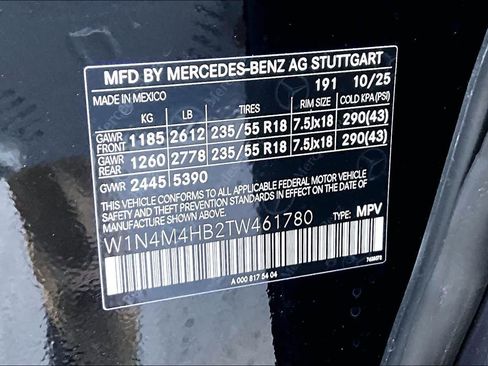 MFD BY MERCEDES-BENZ AG STUTTGART
191 10/25
MADE IN MEXICO
KG LB TIRES RIM SIZE COLD KPA(PSI)
GAWR FRONT 1185 2612 235/55 R18 7.5Jx18 290(43)
GAWR REAR 1260 2778 235/55 R18 7.5Jx18 290(43)
GVWR 2445 5390
THIS VEHICLE CONFORMS TO ALL APPLICABLE FEDERAL MOTOR VEHICLE
SAFETY AND THEFT PREVENTION STANDARDS IN EFFECT ON THE DATE OF
MANUFACTURE SHOWN ABOVE.
W1N4M4HB2TW461780 TYPE: MPV
A 000 817 54 04